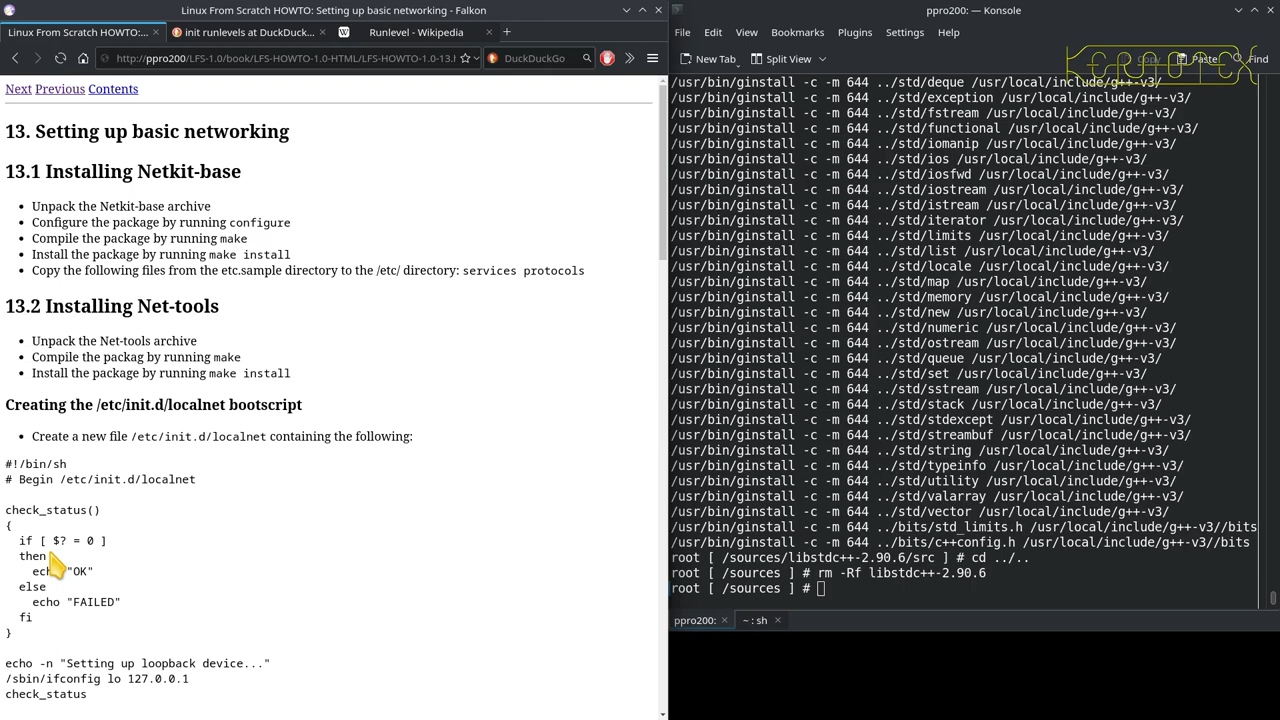 Linux From Scratch HOWTO: Setting up basic networking - Falkon
Linux From Scratch HOWTO:...
init runlevels at DuckDuck...
Runlevel - Wikipedia
http://ppro200/LFS-1.0/book/LFS-HOWTO-1.0-HTML/LFS-HOWTO-1.0-13.h
DuckDuckGo
Next Previous Contents
13. Setting up basic networking
13.1 Installing Netkit-base
Unpack the Netkit-base archive
Configure the package by running configure
Compile the package by running make
Install the package by running make install
Copy the following files from the etc.sample directory to the /etc/ directory: services protocols
13.2 Installing Net-tools
Unpack the Net-tools archive
Compile the packag by running make
Install the package by running make install
Creating the /etc/init.d/localnet bootscript
Create a new file /etc/init.d/localnet containing the following:
#!/bin/sh
# Begin /etc/init.d/localnet
check_status()
{
if [ $? = 0 ]
then
"OK"
else
echo "FAILED"
fi
}
echo -n "Setting up loopback device..."
/sbin/ifconfig lo 127.0.0.1
check_status
ppro200: — Konsole
File Edit View Bookmarks Plugins Settings Help
New Tab Split View Copy Paste Find
/usr/bin/ginstall -c -m 644 ../std/deque /usr/local/include/g++-v3/
/usr/bin/ginstall -c -m 644 ../std/exception /usr/local/include/g++-v3/
/usr/bin/ginstall -c -m 644 ../std/fstream /usr/local/include/g++-v3/
/usr/bin/ginstall -c -m 644 ../std/functional /usr/local/include/g++-v3/
/usr/bin/ginstall -c -m 644 ../std/iomanip /usr/local/include/g++-v3/
/usr/bin/ginstall -c -m 644 ../std/ios /usr/local/include/g++-v3/
/usr/bin/ginstall -c -m 644 ../std/iosfwd /usr/local/include/g++-v3/
/usr/bin/ginstall -c -m 644 ../std/iostream /usr/local/include/g++-v3/
/usr/bin/ginstall -c -m 644 ../std/istream /usr/local/include/g++-v3/
/usr/bin/ginstall -c -m 644 ../std/iterator /usr/local/include/g++-v3/
/usr/bin/ginstall -c -m 644 ../std/limits /usr/local/include/g++-v3/
/usr/bin/ginstall -c -m 644 ../std/list /usr/local/include/g++-v3/
/usr/bin/ginstall -c -m 644 ../std/locale /usr/local/include/g++-v3/
/usr/bin/ginstall -c -m 644 ../std/map /usr/local/include/g++-v3/
/usr/bin/ginstall -c -m 644 ../std/memory /usr/local/include/g++-v3/
/usr/bin/ginstall -c -m 644 ../std/new /usr/local/include/g++-v3/
/usr/bin/ginstall -c -m 644 ../std/numeric /usr/local/include/g++-v3/
/usr/bin/ginstall -c -m 644 ../std/ostream /usr/local/include/g++-v3/
/usr/bin/ginstall -c -m 644 ../std/queue /usr/local/include/g++-v3/
/usr/bin/ginstall -c -m 644 ../std/set /usr/local/include/g++-v3/
/usr/bin/ginstall -c -m 644 ../std/sstream /usr/local/include/g++-v3/
/usr/bin/ginstall -c -m 644 ../std/stack /usr/local/include/g++-v3/
/usr/bin/ginstall -c -m 644 ../std/stdexcept /usr/local/include/g++-v3/
/usr/bin/ginstall -c -m 644 ../std/streambuf /usr/local/include/g++-v3/
/usr/bin/ginstall -c -m 644 ../std/string /usr/local/include/g++-v3/
/usr/bin/ginstall -c -m 644 ../std/typeinfo /usr/local/include/g++-v3/
/usr/bin/ginstall -c -m 644 ../std/utility /usr/local/include/g++-v3/
/usr/bin/ginstall -c -m 644 ../std/valarray /usr/local/include/g++-v3/
/usr/bin/ginstall -c -m 644 ../std/vector /usr/local/include/g++-v3/
/usr/bin/ginstall -c -m 644 ../bits/std_limits.h /usr/local/include/g++-v3//bits
/usr/bin/ginstall -c -m 644 ../bits/c++config.h /usr/local/include/g++-v3//bits
root [ /sources/libstdc++-2.90.6/src ] # cd ../..
root [ /sources ] # rm -Rf libstdc++-2.90.6
root [ /sources ] #
ppro200: ~ : sh